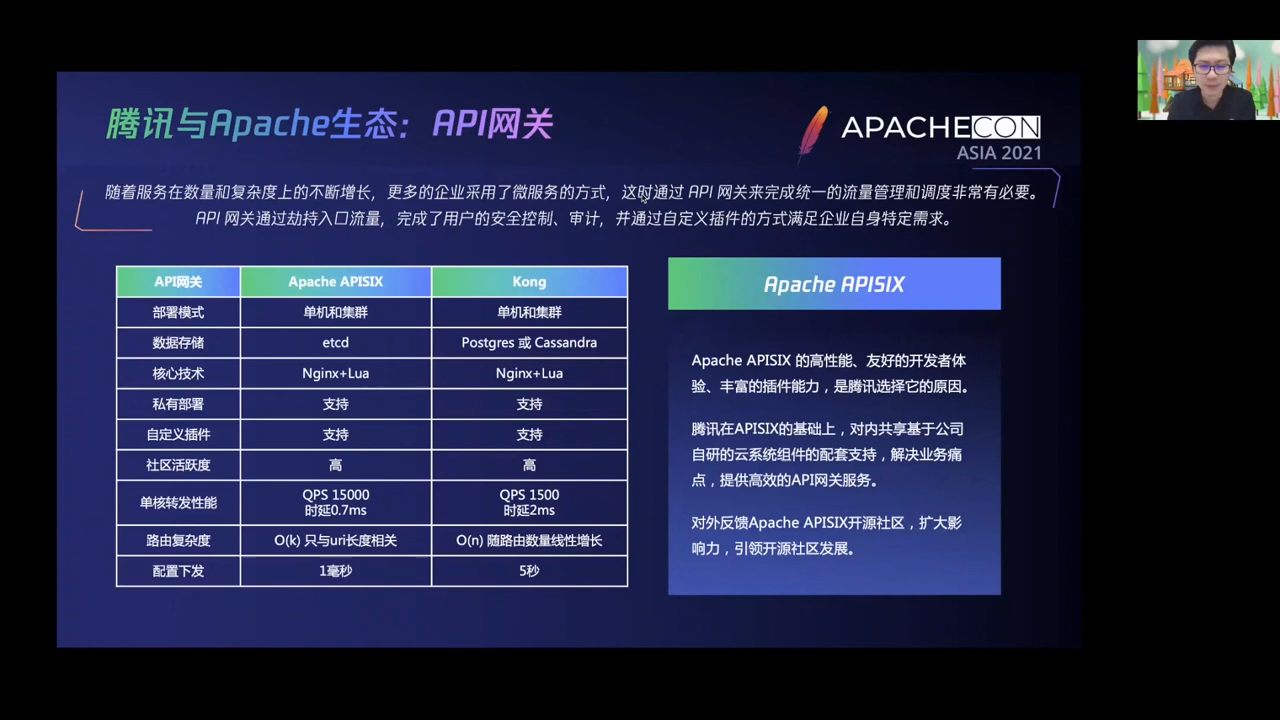 腾讯与Apache生态：API网关
APACHECON
ASIA 2021
随着服务在数量和复杂度上的不断增长，更多的企业采用了微服务的方式，这时通过 API 网关来完成统一的流量管理和调度非常有必要。
API 网关通过劫持入口流量，完成了用户的安全控制、审计，并通过自定义插件的方式满足企业自身特定需求。
API网关 Apache APISIX Kong
部署模式 单机和集群 单机和集群
数据存储 etcd Postgres 或 Cassandra
核心技术 Nginx+Lua Nginx+Lua
私有部署 支持 支持
自定义插件 支持 支持
社区活跃度 高 高
单核转发性能 QPS 15000 时延0.7ms QPS 1500 时延2ms
路由复杂度 O(k) 只与uri长度相关 O(n) 随路由数量线性增长
配置下发 1毫秒 5秒
Apache APISIX
Apache APISIX 的高性能、友好的开发者体
验、丰富的插件能力，是腾讯选择它的原因。
腾讯在APISIX的基础上，对内共享基于公司
自研的云系统组件的配套支持，解决业务痛
点，提供高效的API网关服务。
对外反馈Apache APISIX开源社区，扩大影
响力，引领开源社区发展。